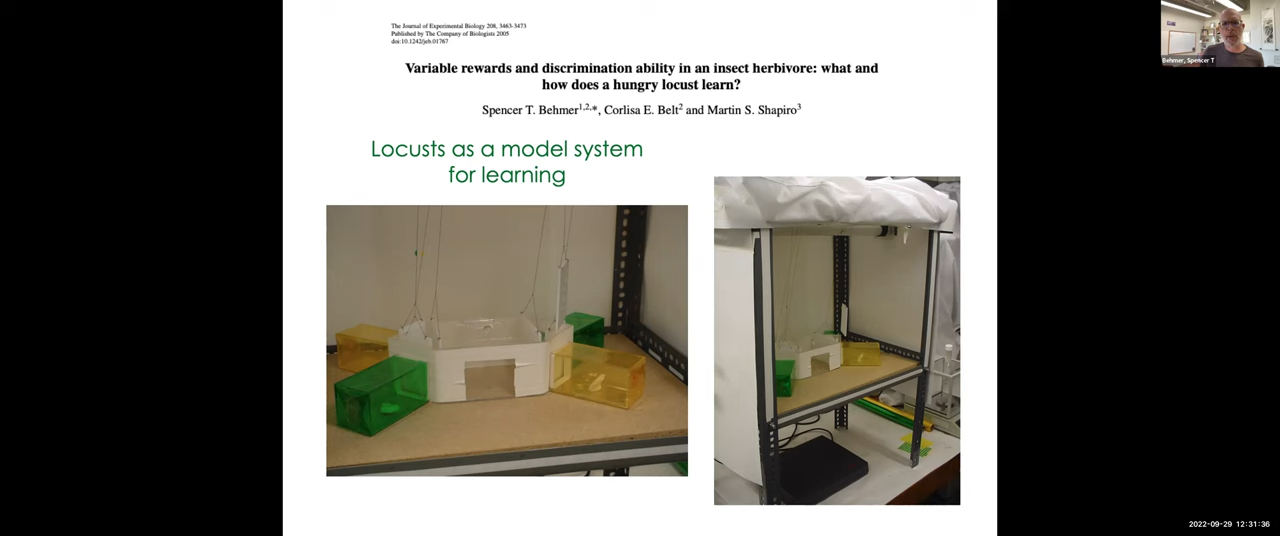 The Journal of Experimental Biology 208, 3463-3473
Published by The Company of Biologists 2005
doi:10.1242/jeb.01767
Variable rewards and discrimination ability in an insect herbivore: what and
how does a hungry locust learn?
Spencer T. Behmer1,2,*, Corlisa E. Belt2 and Martin S. Shapiro3
Locusts as a model system
for learning
Behmer, Spencer T
2022-09-29 12:31:36